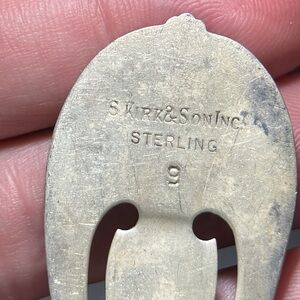 S. KIRK & SON INC.
STERLING
9